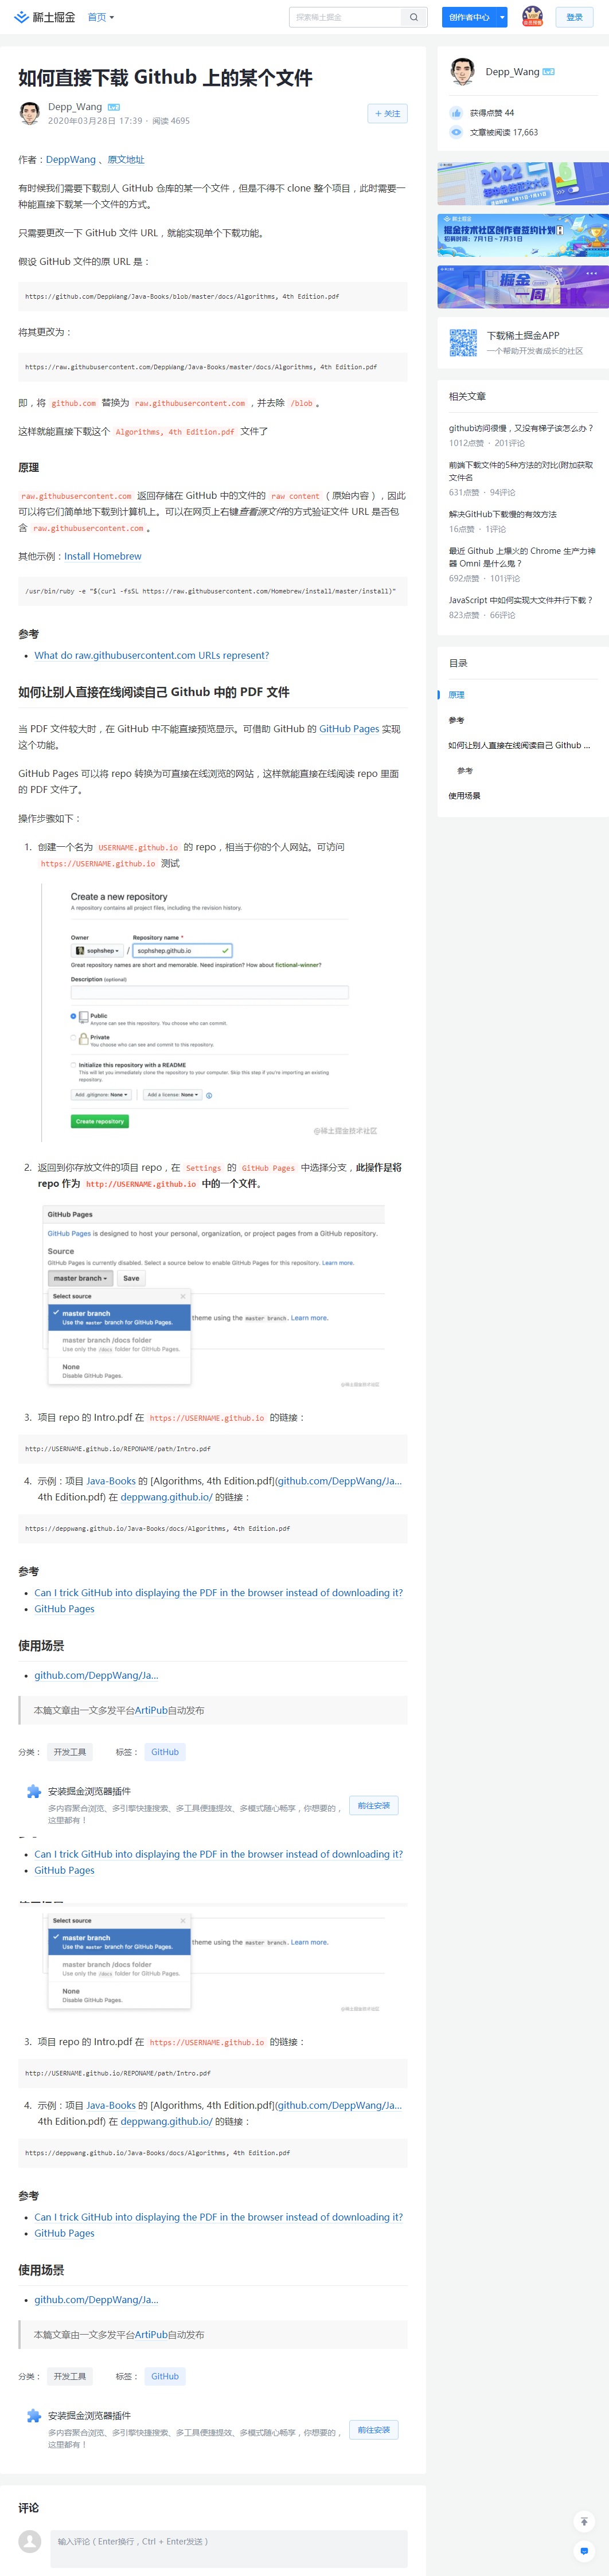 稀土掘金
首页
探索稀土掘金
创作者中心
登录
如何直接下载 Github 上的某个文件
Depp_Wang
2020年03月28日 17:39 · 阅读 4695
+ 关注
作者：DeppWang 、原文地址
有时候我们需要下载别人 GitHub 仓库的某一个文件，但是不得不 clone 整个项目，此时需要一
种能直接下载某一个文件的方式。
只需要更改一下 GitHub 文件 URL，就能实现单个下载功能。
假设 GitHub 文件的原 URL 是：
https://github.com/DeppWang/Java-Books/blob/master/docs/Algorithms, 4th Edition.pdf
将其更改为：
https://raw.githubusercontent.com/DeppWang/Java-Books/master/docs/Algorithms, 4th Edition.pdf
即，将 github.com 替换为 raw.githubusercontent.com ，并去除 /blob 。
这样就能直接下载这个 Algorithms, 4th Edition.pdf 文件了
原理
raw.githubusercontent.com 返回存储在 GitHub 中的文件的 raw content （原始内容），因此
可以将它们简单地下载到计算机上。可以在网页上右键查看源文件的方式验证文件 URL 是否包
含 raw.githubusercontent.com 。
其他示例：Install Homebrew
/usr/bin/ruby -e "$(curl -fsSL https://raw.githubusercontent.com/Homebrew/install/master/install)"
参考
• What do raw.githubusercontent.com URLs represent?
如何让别人直接在线阅读自己 Github 中的 PDF 文件
当 PDF 文件较大时，在 GitHub 中不能直接预览显示。可借助 GitHub 的 GitHub Pages 实现
这个功能。
GitHub Pages 可以将 repo 转换为可直接在线浏览的网站，这样就能直接在线阅读 repo 里面
的 PDF 文件了。
操作步骤如下：
1. 创建一个名为 USERNAME.github.io 的 repo，相当于你的个人网站。可访问
https://USERNAME.github.io 测试
Create a new repository
A repository contains all project files, including the revision history.
Owner
Repository name *
sophshep
/
sophshep.github.io
Great repository names are short and memorable. Need inspiration? How about fictional-winner?
Description (optional)
Public
Anyone can see this repository. You choose who can commit.
Private
You choose who can see and commit to this repository.
Initialize this repository with a README
This will let you immediately clone the repository to your computer. Skip this step if you're importing an existing
repository.
Add .gitignore: None
Add a license: None
Create repository
@稀土掘金技术社区
2. 返回到你存放文件的项目 repo，在 Settings 的 GitHub Pages 中选择分支，此操作是将
repo 作为 http://USERNAME.github.io 中的一个文件。
GitHub Pages
GitHub Pages is designed to host your personal, organization, or project pages from a GitHub repository.
Source
GitHub Pages is currently disabled. Select a source below to enable GitHub Pages for this repository. Learn more.
master branch
Save
Select source
master branch
Use the master branch for GitHub Pages.
theme using the master branch. Learn more.
master branch /docs folder
Use only the /docs folder for GitHub Pages.
None
Disable GitHub Pages.
@稀土掘金技术社区
3. 项目 repo 的 Intro.pdf 在 https://USERNAME.github.io 的链接：
http://USERNAME.github.io/REPONAME/path/Intro.pdf
4. 示例：项目 Java-Books 的 [Algorithms, 4th Edition.pdf](github.com/DeppWang/Ja…
4th Edition.pdf) 在 deppwang.github.io/ 的链接：
https://deppwang.github.io/Java-Books/docs/Algorithms, 4th Edition.pdf
参考
• Can I trick GitHub into displaying the PDF in the browser instead of downloading it?
• GitHub Pages
使用场景
• github.com/DeppWang/Ja…
本篇文章由一文多发平台ArtiPub自动发布
分类：
开发工具
标签：
GitHub
安装掘金浏览器插件
多内容聚合浏览、多引擎快捷搜索、多工具便捷提效、多模式随心畅享，你想要的，
这里都有！
前往安装
• Can I trick GitHub into displaying the PDF in the browser instead of downloading it?
• GitHub Pages
Select source
master branch
Use the master branch for GitHub Pages.
theme using the master branch. Learn more.
master branch /docs folder
Use only the /docs folder for GitHub Pages.
None
Disable GitHub Pages.
@稀土掘金技术社区
3. 项目 repo 的 Intro.pdf 在 https://USERNAME.github.io 的链接：
http://USERNAME.github.io/REPONAME/path/Intro.pdf
4. 示例：项目 Java-Books 的 [Algorithms, 4th Edition.pdf](github.com/DeppWang/Ja…
4th Edition.pdf) 在 deppwang.github.io/ 的链接：
https://deppwang.github.io/Java-Books/docs/Algorithms, 4th Edition.pdf
参考
• Can I trick GitHub into displaying the PDF in the browser instead of downloading it?
• GitHub Pages
使用场景
• github.com/DeppWang/Ja…
本篇文章由一文多发平台ArtiPub自动发布
分类：
开发工具
标签：
GitHub
安装掘金浏览器插件
多内容聚合浏览、多引擎快捷搜索、多工具便捷提效、多模式随心畅享，你想要的，
这里都有！
前往安装
评论
输入评论（Enter换行，Ctrl + Enter发送）
Depp_Wang
获得点赞 44
文章被阅读 17,663
2022
稀土掘金
掘金技术社区创作者签约计划
招募时间：7月1日~7月31日
掘金
一周
下载稀土掘金APP
一个帮助开发者成长的社区
相关文章
github访问很慢，又没有梯子该怎么办？
1012点赞 · 201评论
前端下载文件的5种方法的对比(附加获取
文件名
631点赞 · 94评论
解决GitHub下载慢的有效方法
16点赞 · 1评论
最近 Github 上爆火的 Chrome 生产力神
器 Omni 是什么鬼？
692点赞 · 101评论
JavaScript 中如何实现大文件并行下载？
823点赞 · 66评论
目录
原理
参考
如何让别人直接在线阅读自己 Github ...
参考
使用场景